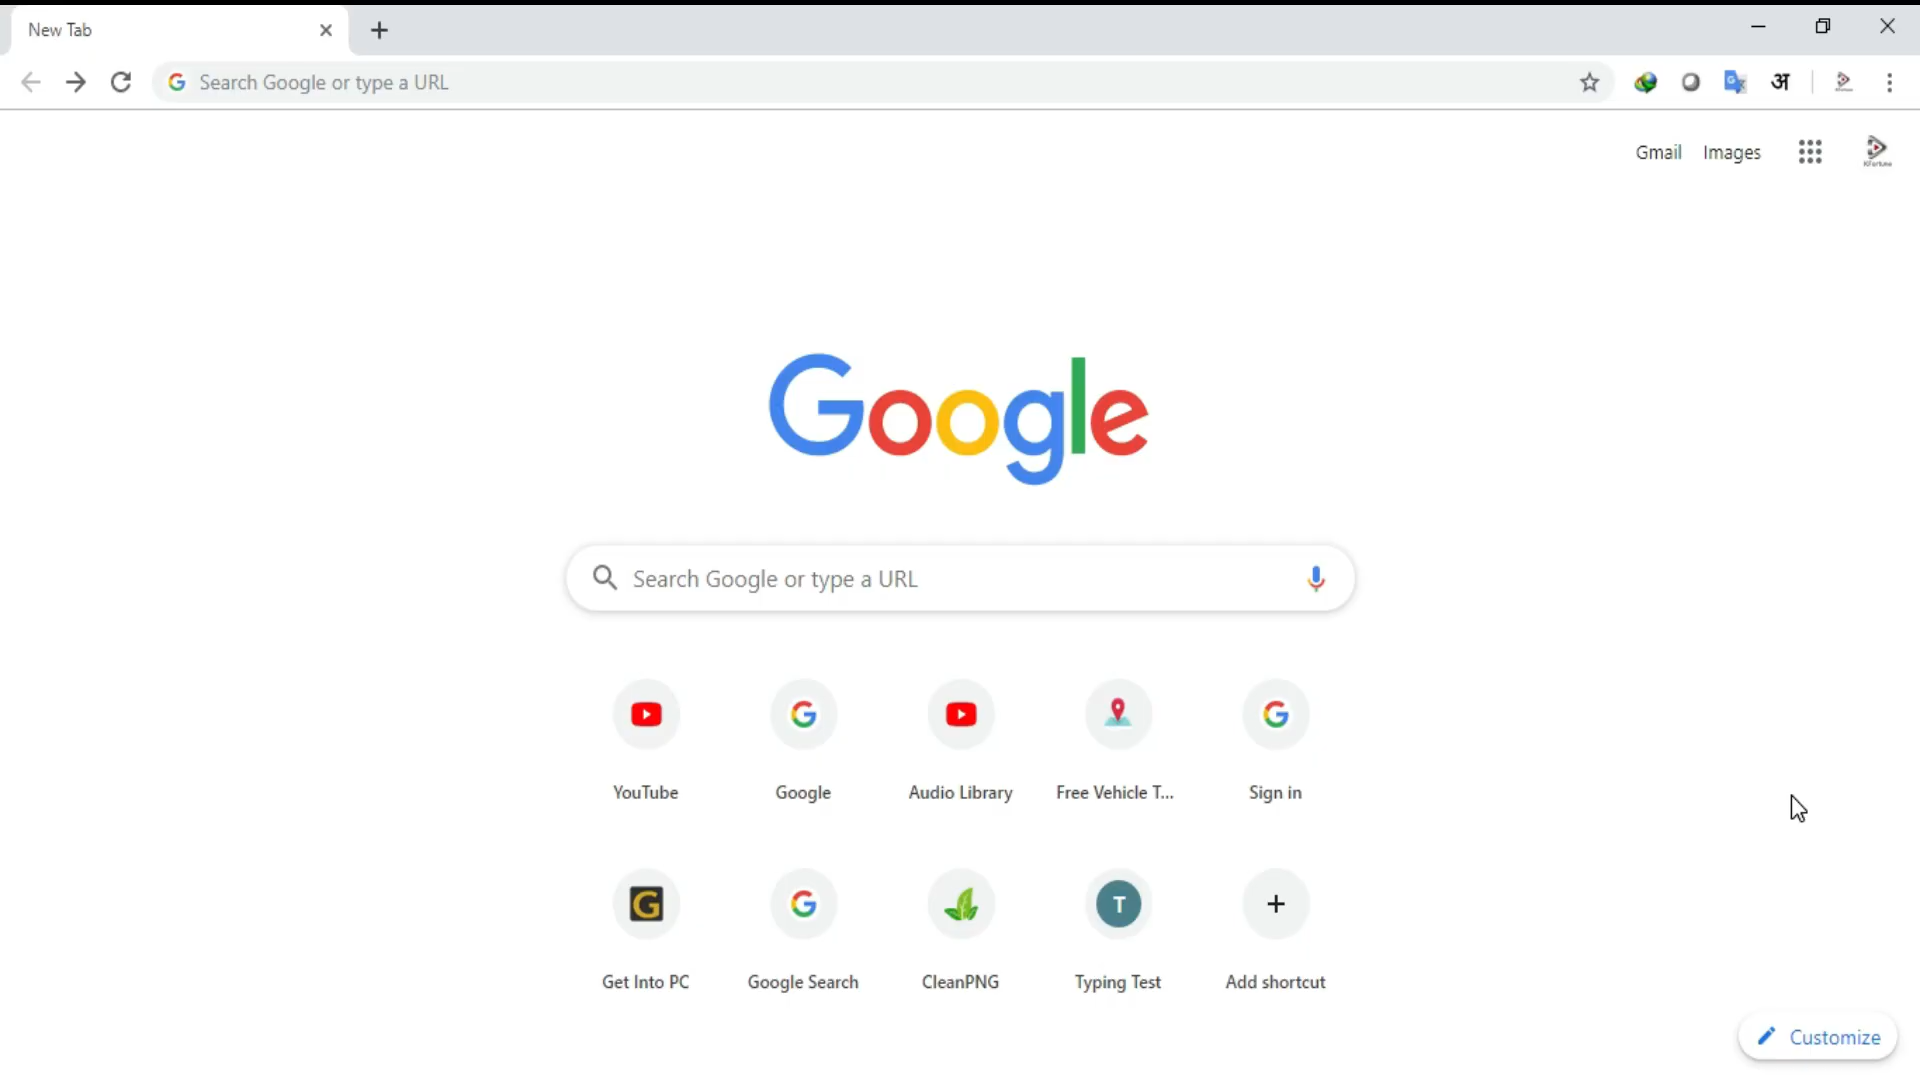 New Tab
Search Google or type a URL
अ
Gmail Images
Google
Search Google or type a URL
YouTube
Google
Audio Library
Free Vehicle T...
Sign in
G
T
Get Into PC
Google Search
CleanPNG
Typing Test
Add shortcut
Customize